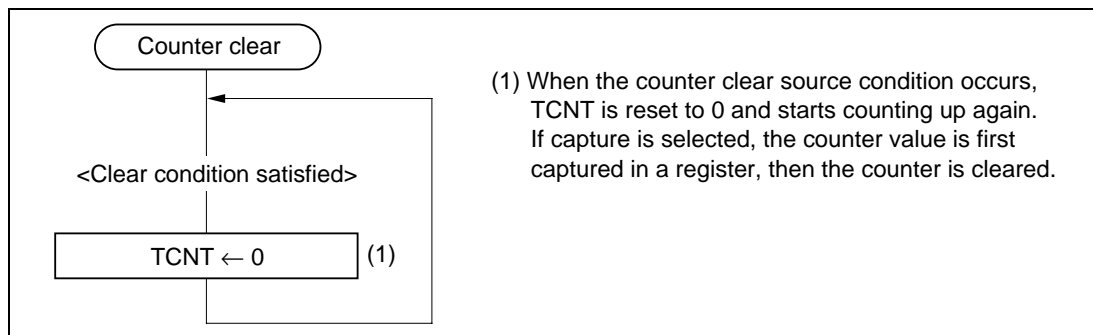 Counter clear
<Clear condition satisfied>
TCNT ← 0
(1)
(1) When the counter clear source condition occurs,
TCNT is reset to 0 and starts counting up again.
If capture is selected, the counter value is first
captured in a register, then the counter is cleared.